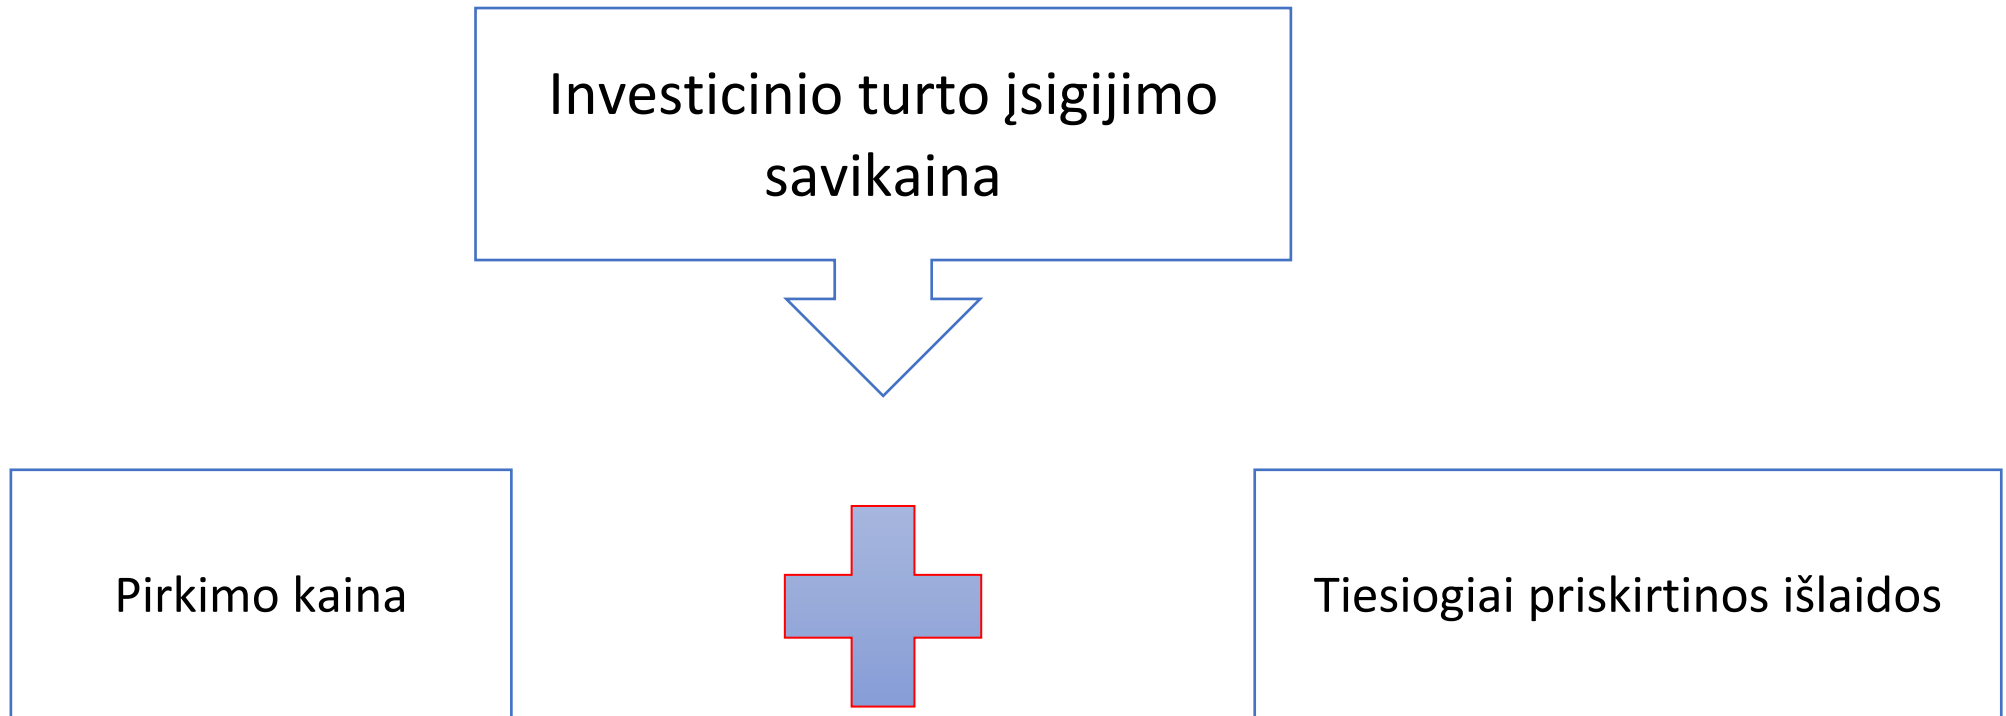 Investicinio turto įsigijimo
savikaina
Pirkimo kaina
Tiesiogiai priskirtinos išlaidos